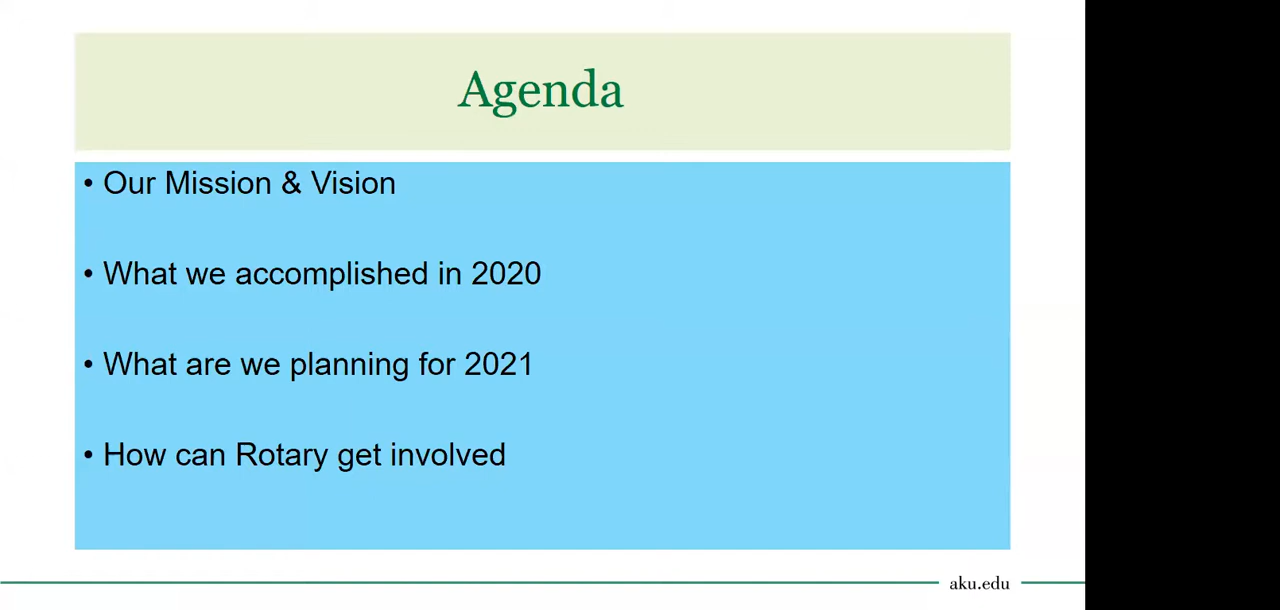 Agenda
• Our Mission & Vision
• What we accomplished in 2020
• What are we planning for 2021
• How can Rotary get involved
aku.edu